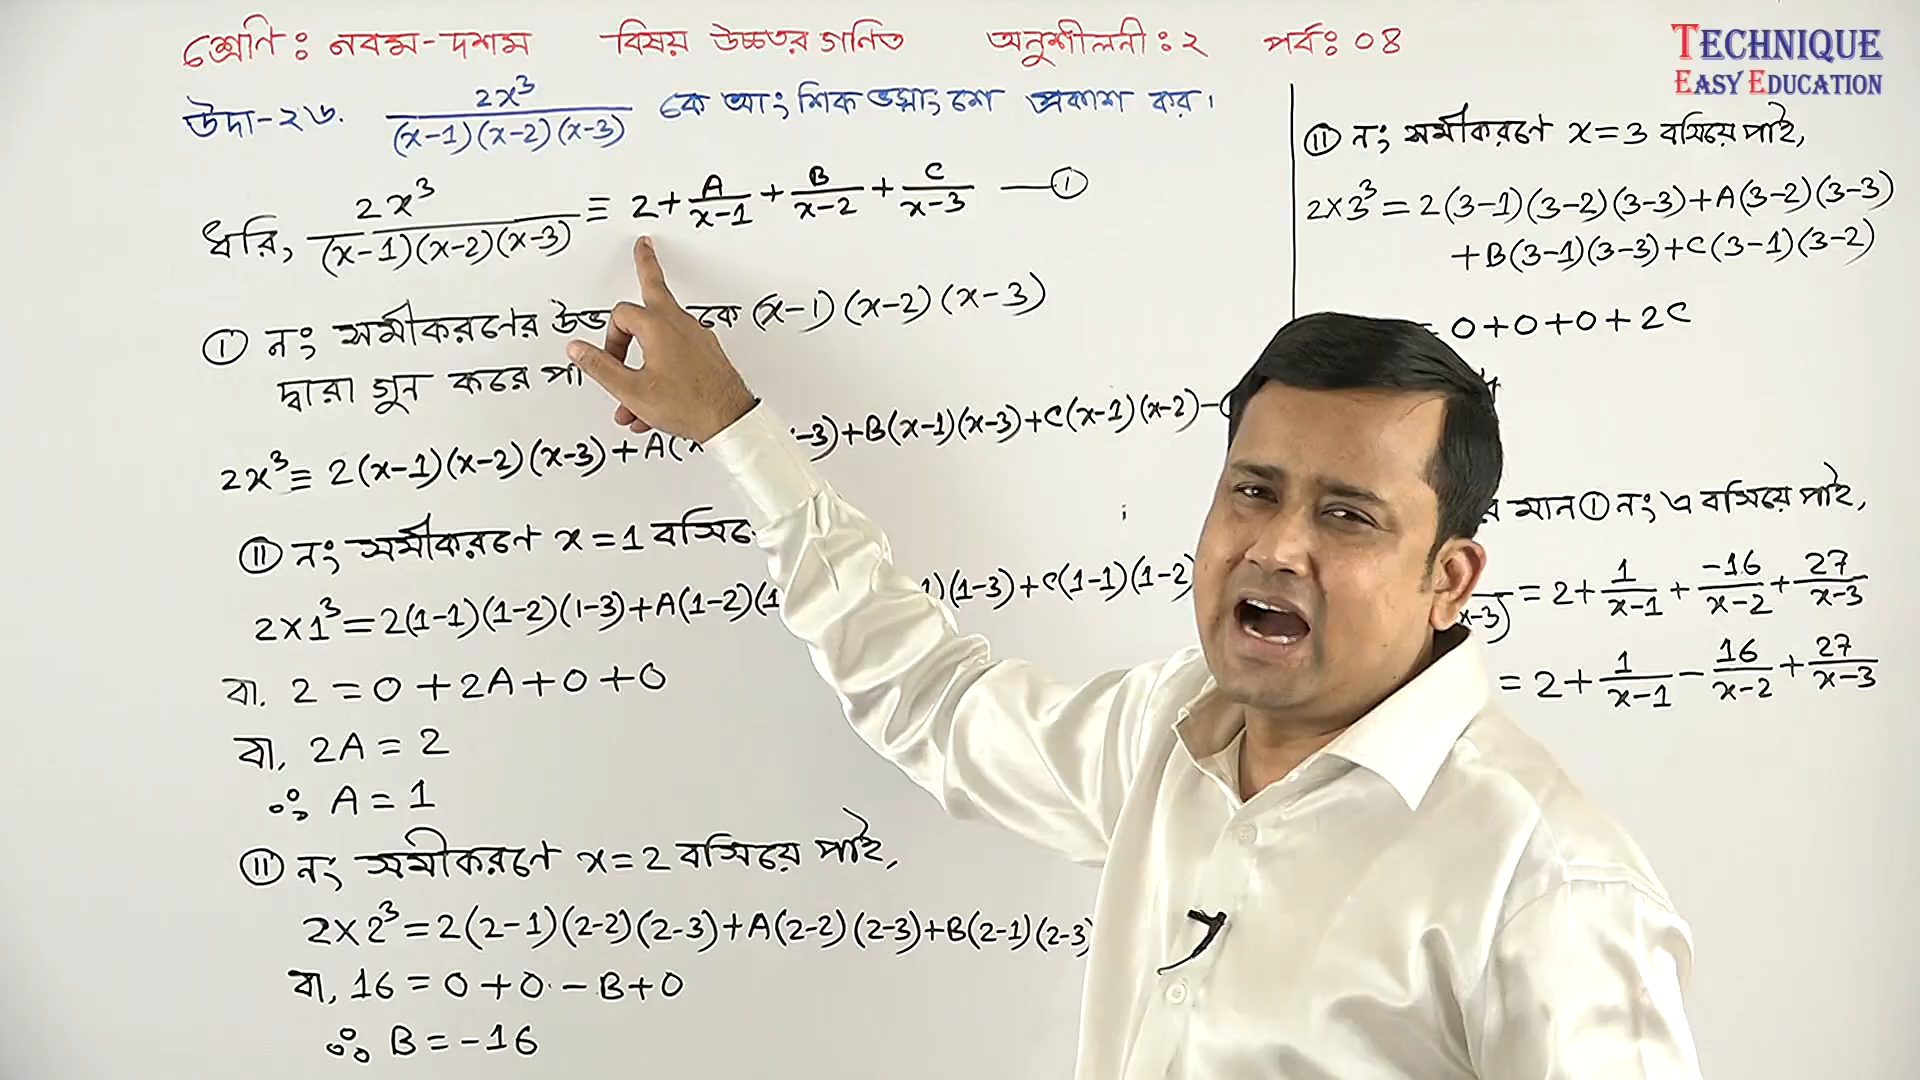 শ্রেণি: নবম-দশম বিষয় উচ্চতর গনিত অনুশীলনী: ২ পর্ব: 08
TECHNIQUE
EASY EDUCATION
উদা-২৬. 2x³/(x-1)(x-2)(x-3) কে আংশিক ভগ্নাংশে প্রকাশ কর।
ধরি, 2x³/(x-1)(x-2)(x-3) ≡ 2 + A/(x-1) + B/(x-2) + C/(x-3) — ①
① নং সমীকরণের কে (x-1)(x-2)(x-3)
দ্বারা গুন করে
2x³ ≡ 2(x-1)(x-2)(x-3)+A(x -3)+B(x-1)(x-3)+C(x-1)(x-2)-
⑪ নং সমীকরণে x=1
2×1³=2(1-1)(1-2)(1-3)+A(1-2)(1 )(1-3)+C(1-1)(1-2)
বা. 2 = 0+2A+0+0
বা, 2A = 2
∴ A = 1
⑪ নং সমীকরণে x=2 বসিয়ে পাই,
2×2³=2(2-1)(2-2)(2-3)+A(2-2)(2-3)+B(2-1)(2-3)
বা, 16 = 0+0-B+0
∴ B = -16
⑪ নং সমীকরণে x=3 বসিয়ে পাই,
2×3³=2(3-1)(3-2)(3-3)+A(3-2)(3-3)
+B(3-1)(3-3)+C(3-1)(3-2)
= 0+0+0+2C
মান ① নং এ বসিয়ে পাই,
x-3) = 2 + 1/(x-1) + -16/(x-2) + 27/(x-3)
= 2 + 1/(x-1) - 16/(x-2) + 27/(x-3)